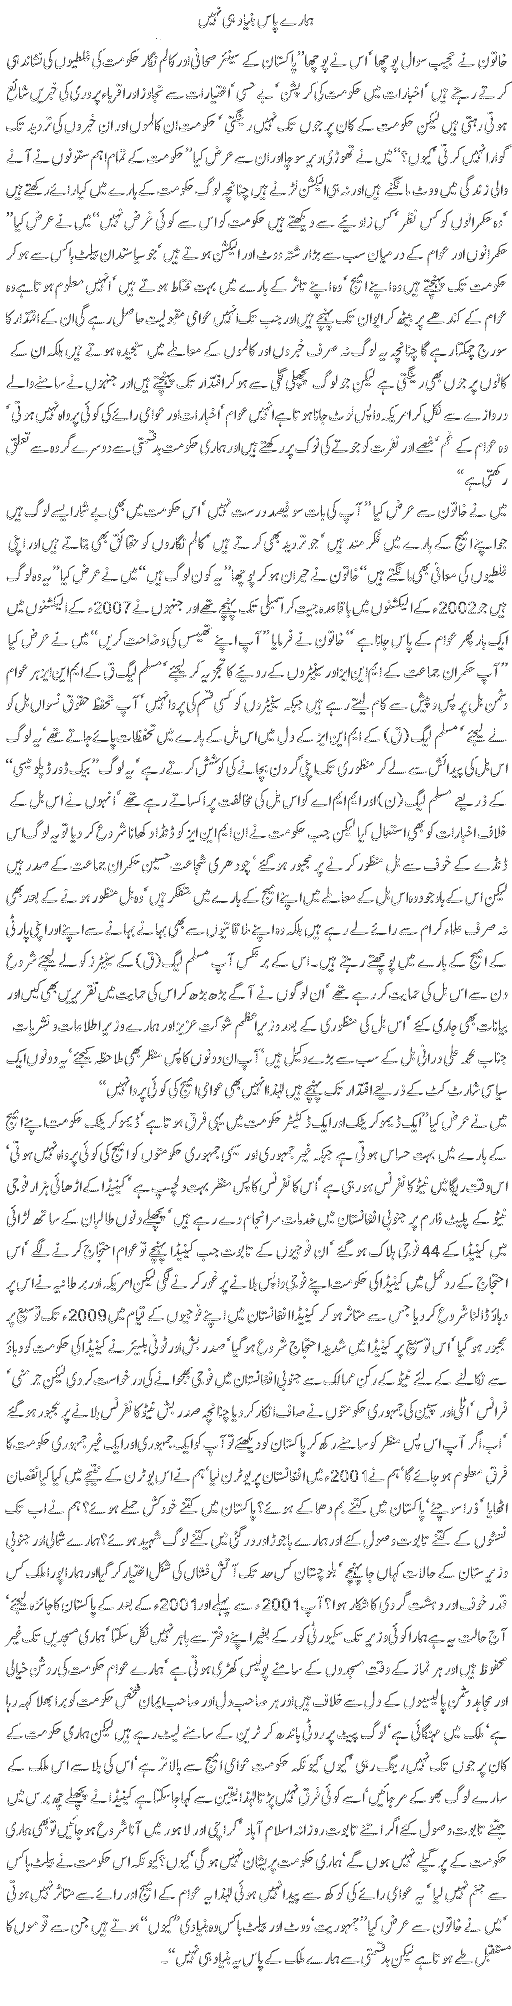 ہمارے پاس بنیاد ہی نہیں
خاتون نے عجیب سوال پوچھا‘ اس نے پوچھا ’’پاکستان کے سینئر صحافی اور کالم نگار حکومت کی غلطیوں کی نشاندہی
کرتے رہتے ہیں‘ اخبارات میں حکومت کی کرپشن‘ بے حسی‘ اختیارات سے تجاوز اور اقرباء پروری کی خبریں شائع
ہوتی رہتی ہیں لیکن حکومت کے کان پر جوں تک نہیں رینگتی‘ حکومت ان کالموں اور ان خبروں کی تردید تک
گوارا نہیں کرتی‘ کیوں؟‘‘ میں نے تھوڑی دیر سوچا اور ان سے عرض کیا ’’حکومت کے تمام اہم ستونوں نے آنے
والی زندگی میں ووٹ مانگنے ہیں اور نہ ہی الیکشن لڑنے ہیں چنانچہ لوگ حکومت کے بارے میں کیا رائے رکھتے ہیں
‘ وہ حکمرانوں کو کس نظر‘ کس زاویئے سے دیکھتے ہیں حکومت کو اس سے کوئی غرض نہیں‘‘ میں نے عرض کیا ’’
حکمرانوں اور عوام کے درمیان سب سے بڑا رشتہ ووٹ اور الیکشن ہوتے ہیں‘ جو سیاستدان بیلٹ باکس سے ہو کر
حکومت تک پہنچتے ہیں وہ اپنے امیج‘ وہ اپنے تاثر کے بارے میں بہت محتاط ہوتے ہیں‘ انہیں معلوم ہوتا ہے وہ
عوام کے کندھے پر بیٹھ کر ایوان تک پہنچے ہیں اور جب تک انہیں عوامی مقبولیت حاصل رہے گی ان کے اقتدار کا
سورج چمکتا رہے گا چنانچہ یہ لوگ نہ صرف خبروں اور کالموں کے معاملے میں سنجیدہ ہوتے ہیں بلکہ ان کے
کانوں پر جوں بھی رینگتی ہے لیکن جو لوگ پچھلی گلی سے ہو کر اقتدار تک پہنچتے ہیں اور جنہوں نے سامنے والے
دروازے سے نکل کر امریکہ واپس لوٹ جانا ہوتا ہے انہیں عوام‘ اخبارات اور عوامی رائے کی کوئی پرواہ نہیں ہوتی‘
وہ عوام کے غم‘ غصے اور نفرت کو جوتے کی نوک پر رکھتے ہیں اور ہماری حکومت بدقسمتی سے دوسرے گروہ سے تعلق
رکھتی ہے‘‘
میں نے خاتون سے عرض کیا ’’آپ کی بات سو فیصد درست نہیں‘ اس حکومت میں بھی بے شمار ایسے لوگ ہیں
جو اپنے امیج کے بارے میں فکر مند ہیں‘ جو تردید بھی کرتے ہیں‘ کالم نگاروں کو حقائق بھی بتاتے ہیں اور اپنی
غلطیوں کی معافی بھی مانگتے ہیں‘‘ خاتون نے حیران ہو کر پوچھا ’’یہ کون لوگ ہیں‘‘ میں نے عرض کیا ’’یہ وہ لوگ
ہیں جو 2002ء کے الیکشنوں میں باقاعدہ جیت کر اسمبلی تک پہنچے تھے اور جنہوں نے 2007ء کے الیکشنوں میں
ایک بار پھر عوام کے پاس جانا ہے‘‘ خاتون نے فرمایا ’’آپ اپنے تھیسس کی وضاحت کریں‘‘ میں نے عرض کیا
’’آپ حکمران جماعت کے ایم این ایز اور سینیٹرز کے رویئے کا تجزیہ کر لیجئے‘ مسلم لیگ ق کے ایم این ایز ہر عوام
دشمن بل پر پس و پیش سے کام لیتے رہے ہیں جبکہ سینیٹرز کو کسی قسم کی پروا نہیں‘ آپ تحفظ حقوق نسواں بل کو
لے لیجئے‘ مسلم لیگ (ق) کے ایم این ایز کے دل میں اس بل کے بارے میں تحفظات پائے جاتے تھے‘ یہ لوگ
اس بل کی پیدائش سے لے کر منظوری تک اپنی گردن بچانے کی کوشش کرتے رہے‘ یہ لوگ ’’بیک ڈور ڈپلومیسی‘‘
کے ذریعے مسلم لیگ (ن) اور ایم ایم اے کو اس بل کی مخالفت پر اکساتے رہے تھے‘ انہوں نے اس بل کے
خلاف اخبارات کو بھی استعمال کیا لیکن جب حکومت نے ان ایم این ایز کو ڈنڈا دکھانا شروع کر دیا تو یہ لوگ اس
ڈنڈے کے خوف سے بل منظور کرنے پر مجبور ہو گئے‘ چودھری شجاعت حسین حکمران جماعت کے صدر ہیں
لیکن اس کے باوجود وہ اس بل کے معاملے میں اپنے امیج کے بارے میں متفکر ہیں‘ وہ بل منظور ہونے کے بعد بھی
نہ صرف علماء کرام سے رائے لے رہے ہیں بلکہ وہ اپنے ملاقاتیوں سے بھی بہانے بہانے سے اپنے اور اپنی پارٹی
کے امیج کے بارے میں پوچھتے رہتے ہیں۔ اس کے برعکس آپ مسلم لیگ (ق) کے سینیٹرز کو لے لیجئے شروع
دن سے اس بل کی حمایت کر رہے تھے‘ ان لوگوں نے آگے بڑھ بڑھ کر اس کی حمایت میں تقریریں بھی کیں اور
بیانات بھی جاری کئے‘ اس بل کی منظوری کے بعد وزیراعظم شوکت عزیز اور ہمارے وزیر اطلاعات و نشریات
جناب محمد علی درانی بل کے سب سے بڑے وکیل ہیں‘ آپ ان دونوں کا پس منظر بھی ملاحظہ کیجئے‘ یہ دونوں ایک
سیاسی شارٹ کٹ کے ذریعے اقتدار تک پہنچے ہیں لہٰذا انہیں بھی عوامی امیج کی کوئی پروا نہیں‘‘
میں نے عرض کیا ’’ایک ڈیموکریٹک اور ایک ڈکٹیٹر حکومت میں یہی فرق ہوتا ہے‘ ڈیموکریٹک حکومت اپنے امیج
کے بارے میں بہت حساس ہوتی ہے جبکہ غیر جمہوری اور سیمی جمہوری حکومتوں کو امیج کی کوئی پرواہ نہیں ہوتی‘
اس وقت ریگا میں نیٹو کانفرنس ہو رہی ہے‘ اس کانفرنس کا پس منظر بہت دلچسپ ہے‘ کینیڈا کے اڑھائی ہزار فوجی
نیٹو کے پلیٹ فارم پر جنوبی افغانستان میں خدمات سرانجام دے رہے ہیں‘ پچھلے دنوں طالبان کے ساتھ لڑائی
میں کینیڈا کے 44 فوجی ہلاک ہو گئے‘ ان فوجیوں کے تابوت جب کینیڈا پہنچے تو عوام احتجاج کرنے لگے‘ اس
احتجاج کے ردعمل میں کینیڈا کی حکومت اپنے فوجی واپس بلانے پر غور کرنے لگی لیکن امریکہ اور برطانیہ نے اس پر
دباؤ ڈالنا شروع کر دیا جس سے متاثر ہو کر کینیڈا افغانستان میں اپنے فوجیوں کے قیام میں 2009ء تک توسیع پر
مجبور ہو گیا‘ اس توسیع پر کینیڈا میں شدید احتجاج شروع ہو گیا‘ صدر بش اور ٹونی بلیئر نے کینیڈا کی حکومت کو دباؤ
سے نکالنے کے لئے نیٹو کے رکن ممالک سے جنوبی افغانستان میں فوجی بھجوانے کی درخواست کر دی لیکن جرمنی‘
فرانس‘ اٹلی اور سپین کی جمہوری حکومتوں نے صاف انکار کر دیا چنانچہ صدر بش نیٹو کانفرنس بلانے پر مجبور ہو گئے
‘ اب اگر آپ اس پس منظر کو سامنے رکھ کر پاکستان کو دیکھئے تو آپ کو ایک جمہوری اور ایک غیر جمہوری حکومت کا
فرق معلوم ہو جائے گا‘ ہم نے 2001ء میں افغانستان پر یوٹرن لیا‘ ہم نے اس یوٹرن کے نتیجے میں کیا کیا نقصان
اٹھایا‘ ذرا سوچئے‘ پاکستان میں کتنے بم دھماکے ہوئے؟ پاکستان میں کتنے خودکش حملے ہوئے؟ ہم نے اب تک
نعشوں کے کتنے تابوت وصول کئے اور ہمارے باجوڑ اور درگئی میں کتنے لوگ شہید ہوئے؟ ہمارے شمالی اور جنوبی
وزیرستان کے حالات کہاں جا پہنچے‘ بلوچستان کس حد تک آتش فشاں کی شکل اختیار کر گیا اور ہمارا پورا ملک کس
قدر خوف اور دہشت گردی کا شکار ہوا؟ آپ 2001ء سے پہلے اور 2001ء کے بعد کے پاکستان کا جائزہ لیجئے‘
آج حالت یہ ہے ہمارا کوئی وزیر تک سکیورٹی کور کے بغیر اپنے دفتر سے باہر نہیں نکل سکتا‘ ہماری مسجدیں تک غیر
محفوظ ہیں اور ہر نماز کے وقت مسجدوں کے سامنے پولیس کھڑی ہوتی ہے‘ ہمارے عوام حکومت کی روشن خیالی
اور مجاہد دشمن پالیسیوں کے دل سے خلاف ہیں اور ہر صاحب دل اور صاحب ایمان شخص حکومت کو برا بھلا کہہ رہا
ہے‘ ملک میں مہنگائی ہے‘ لوگ پیٹ پر روٹی باندھ کر ٹرین کے سامنے لیٹ رہے ہیں لیکن ہماری حکومت کے
کان پر جوں تک نہیں رینگ رہی‘ کیوں؟ کیونکہ حکومت عوامی امیج سے بالاتر ہے‘ اس کی بلا سے اس ملک کے
سارے لوگ بھوکے مر جائیں‘ اسے کوئی فرق نہیں پڑتا لہٰذا یقین سے کہا جا سکتا ہے کینیڈا نے پچھلے چھ برس میں
جتنے تابوت وصول کئے اگر اتنے تابوت روزانہ اسلام آباد‘ کراچی اور لاہور میں آنا شروع ہو جائیں تو بھی ہماری
حکومت کے پر گیلے نہیں ہوں گے‘ ہماری حکومت پریشان نہیں ہو گی‘ کیوں؟ کیونکہ اس حکومت نے بیلٹ باکس
سے جنم نہیں لیا‘ یہ عوامی رائے کی کوکھ سے پیدا نہیں ہوئی لہٰذا یہ عوام کے امیج اور رائے سے متاثر نہیں ہوتی
‘ میں نے خاتون سے عرض کیا ’’جمہوریت‘ ووٹ اور بیلٹ باکس وہ بنیادی ’’کیوں‘‘ ہوتے ہیں جن سے قوموں کا
مستقبل طے ہوتا ہے لیکن بدقسمتی سے ہمارے ملک کے پاس یہ بنیاد ہی نہیں‘‘۔